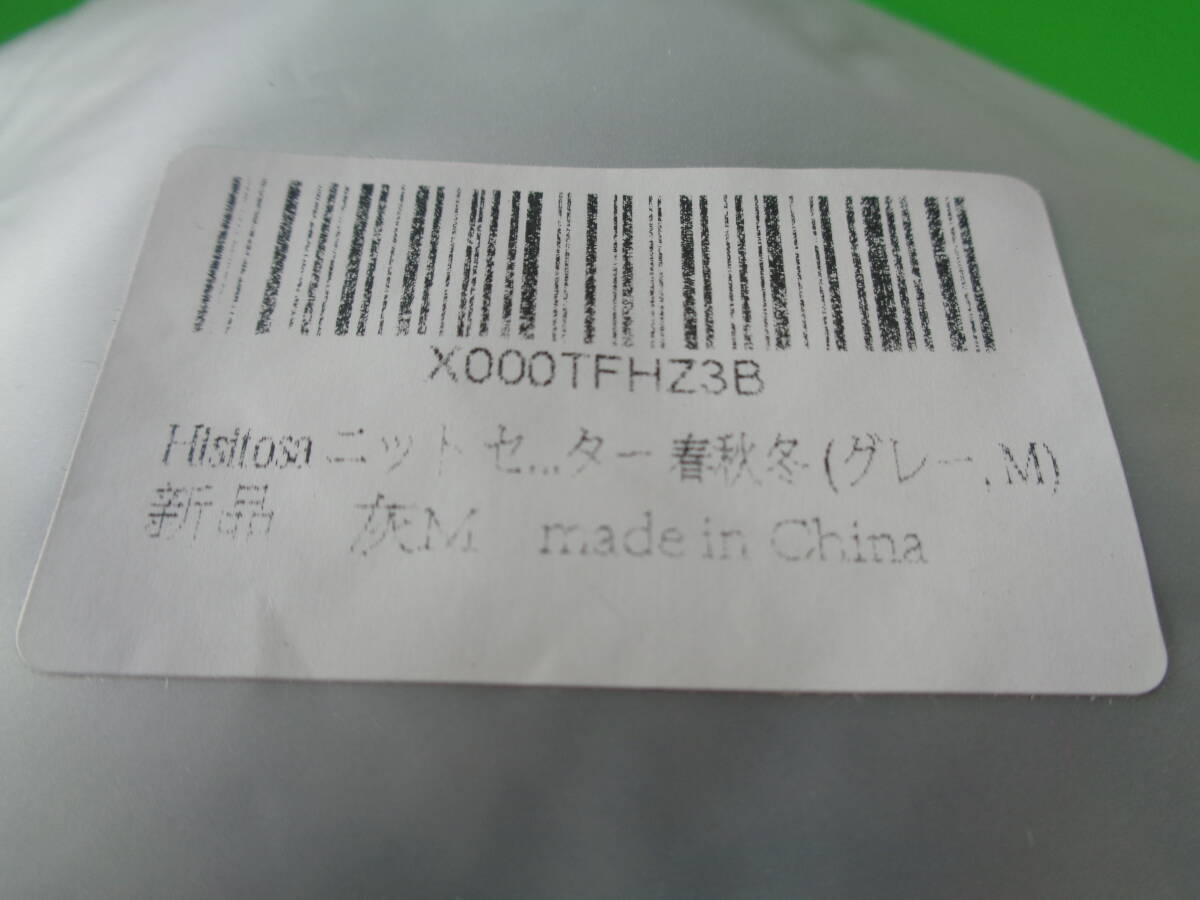 X000TFHZ3B
Hisitosa ニット セ...ター 春秋冬 (グレー, M)
新品 灰M made in China